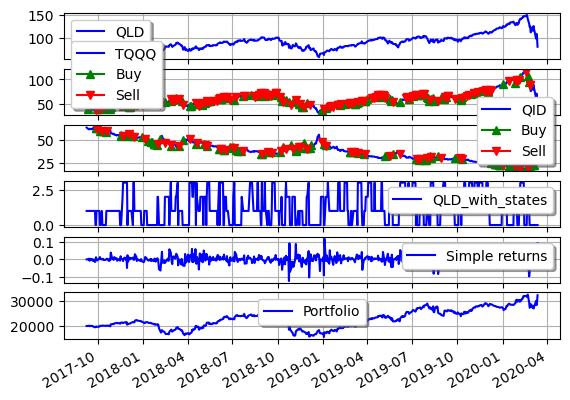 150
100
QLD
TQQQ
Buy
Sell
100
50
QID
Buy
Sell
50
25
2.5
0.0
QLD_with_states
0.1
0.0
−0.1
Simple returns
30000
20000
Portfolio
2017-10
2018-01
2018-04
2018-07
2018-10
2019-01
2019-04
2019-07
2019-10
2020-01
2020-04